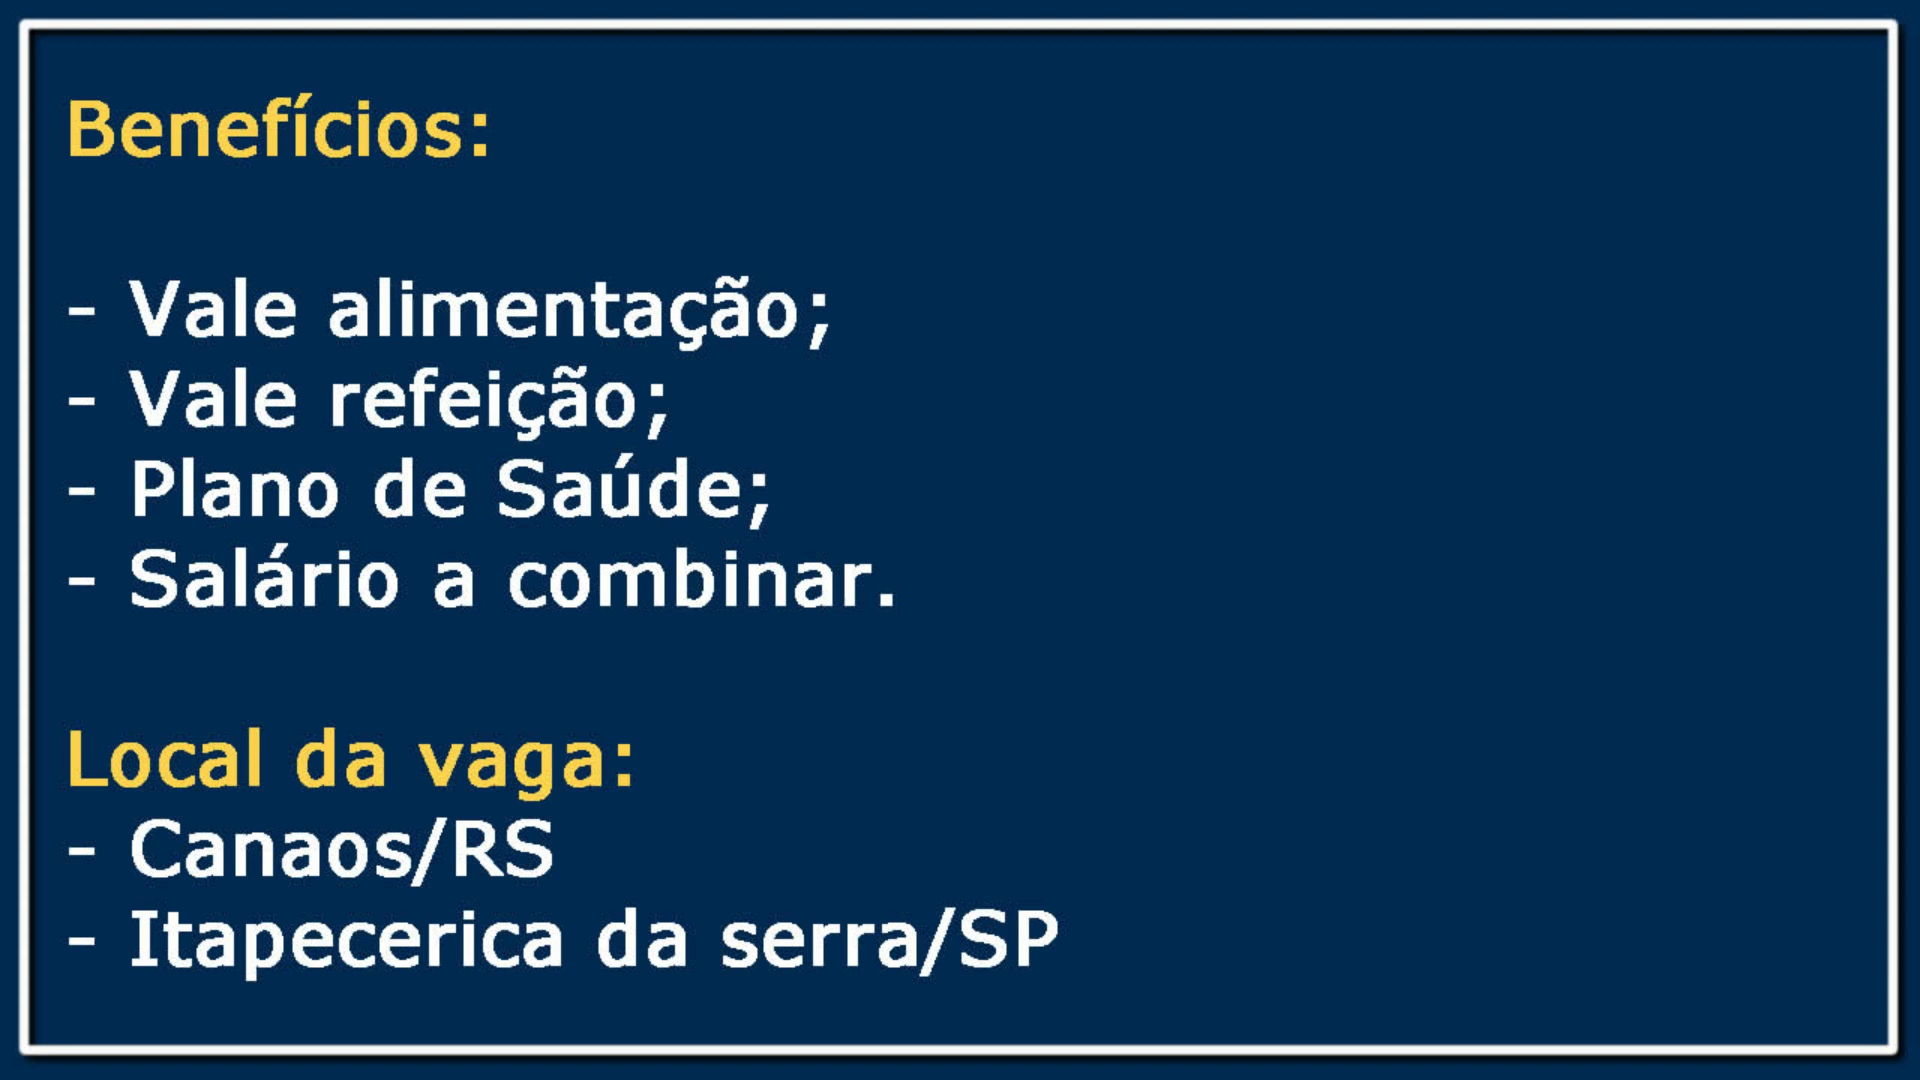 Benefícios:
- Vale alimentação;
- Vale refeição;
- Plano de Saúde;
- Salário a combinar.
Local da vaga:
- Canaos/RS
- Itapecerica da serra/SP